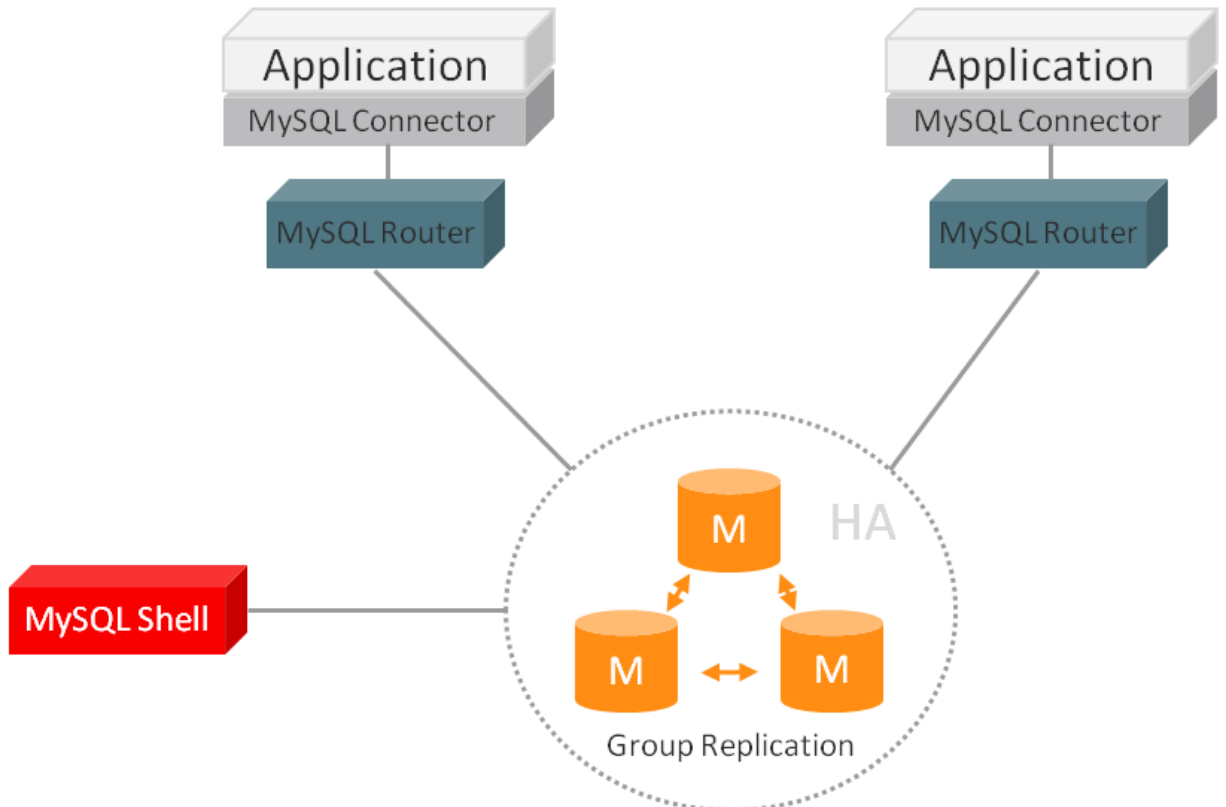 Application
MySQL Connector
MySQL Router
Application
MySQL Connector
MySQL Router
HA
M
M
M
Group Replication
MySQL Shell